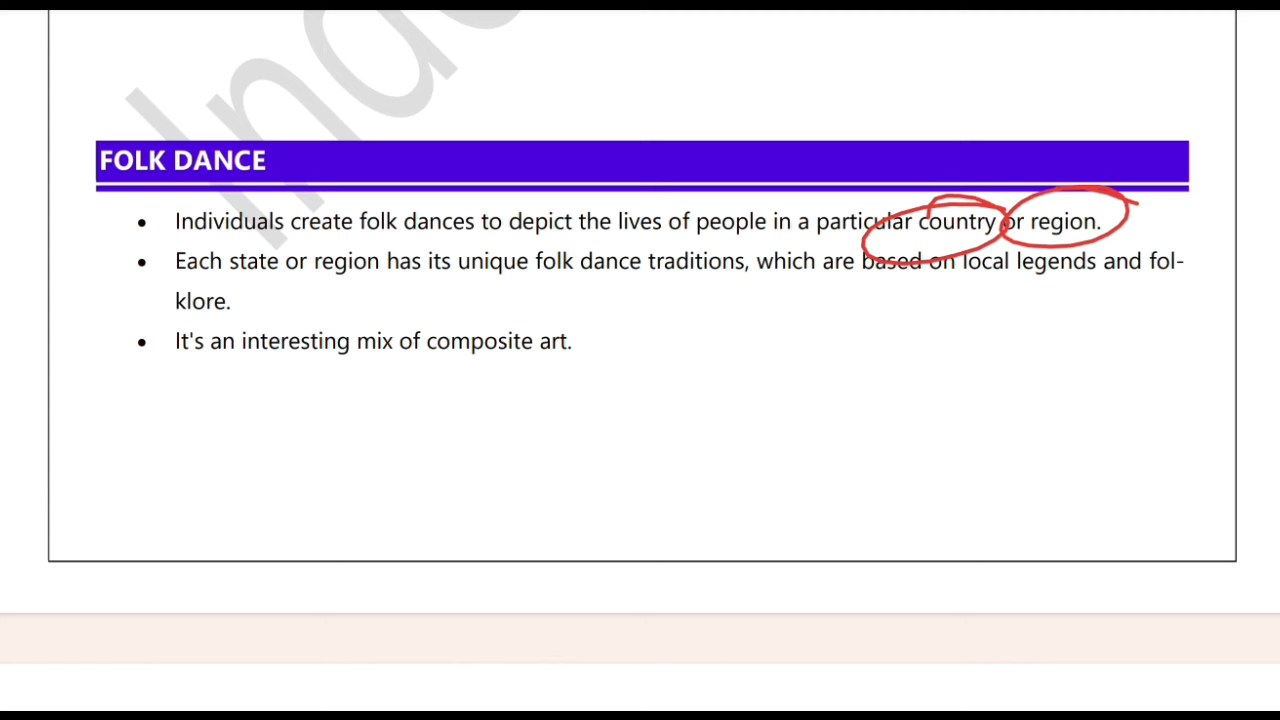 FOLK DANCE
• Individuals create folk dances to depict the lives of people in a particular country or region.
• Each state or region has its unique folk dance traditions, which are based on local legends and fol-
klore.
• It's an interesting mix of composite art.